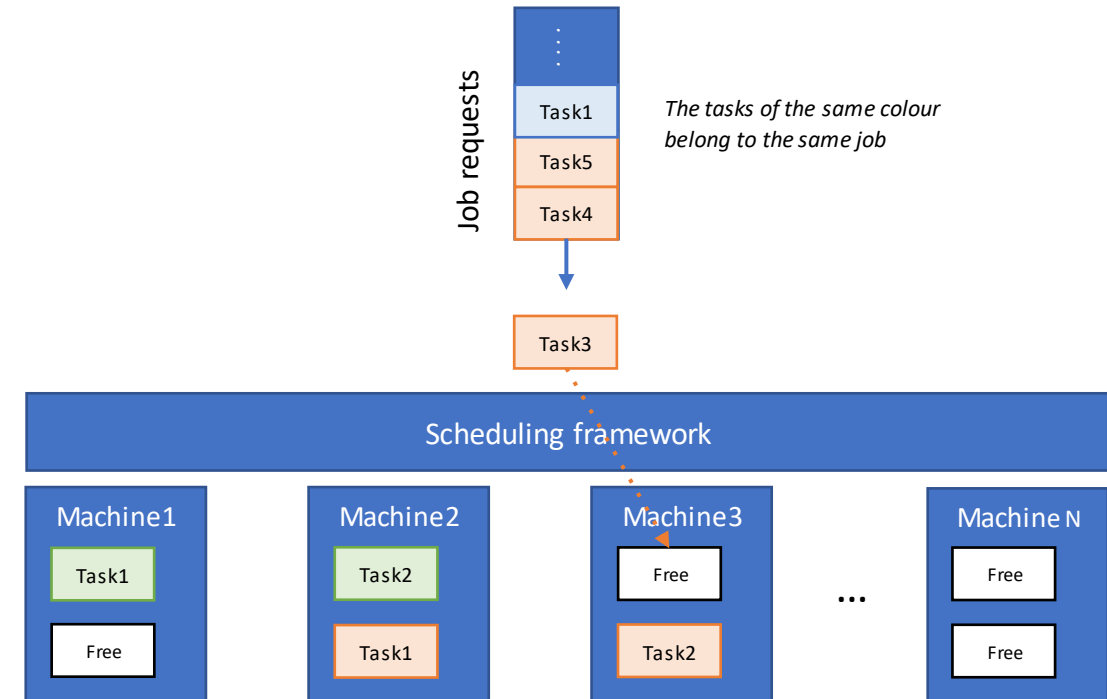 Job requests
Task1
Task5
Task4
The tasks of the same colour
belong to the same job
Task3
Scheduling framework
Machine1
Task1
Free
Machine2
Task2
Task1
Machine3
Free
Task2
...
Machine N
Free
Free